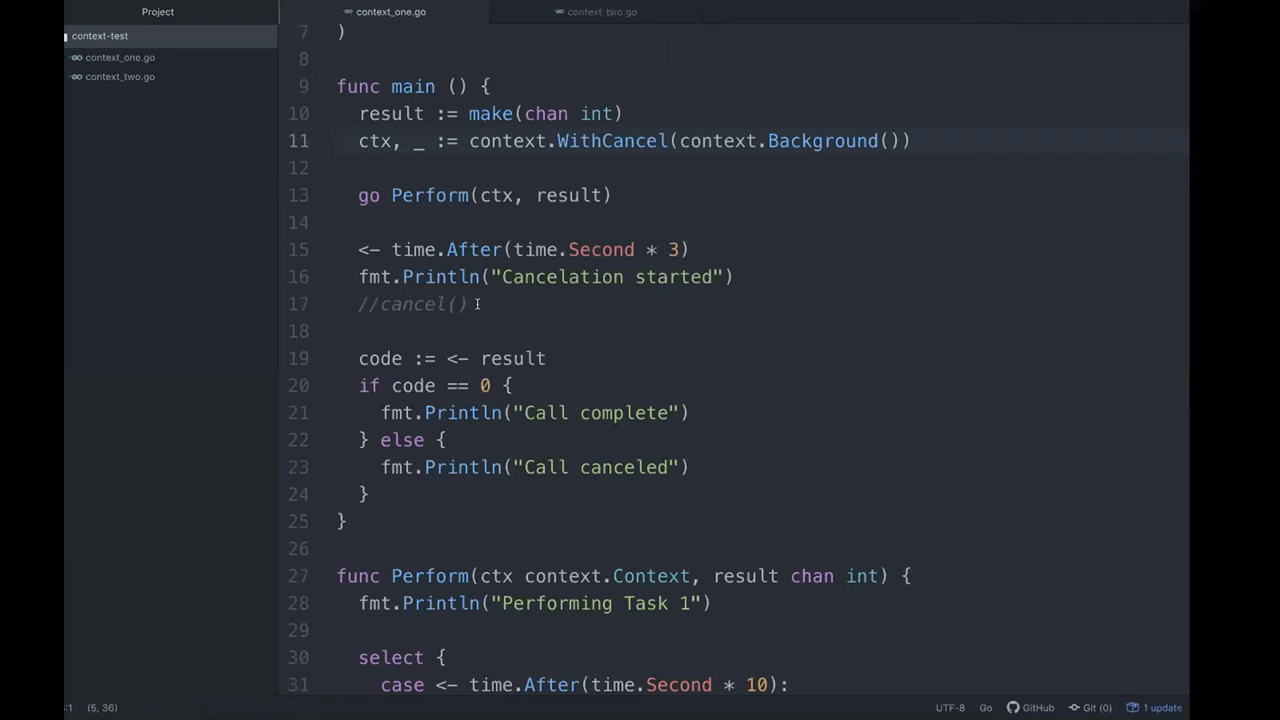 Project
context_one.go
context_two.go
context-test
context_one.go
context_two.go
7 )
8
9 func main () {
10 result := make(chan int)
11 ctx, _ := context.WithCancel(context.Background())
12
13 go Perform(ctx, result)
14
15 <- time.After(time.Second * 3)
16 fmt.Println("Cancelation started")
17 //cancel()
18
19 code := <- result
20 if code == 0 {
21 fmt.Println("Call complete")
22 } else {
23 fmt.Println("Call canceled")
24 }
25 }
26
27 func Perform(ctx context.Context, result chan int) {
28 fmt.Println("Performing Task 1")
29
30 select {
31 case <- time.After(time.Second * 10):
:1 (5, 36) UTF-8 Go GitHub Git (0) 1 update